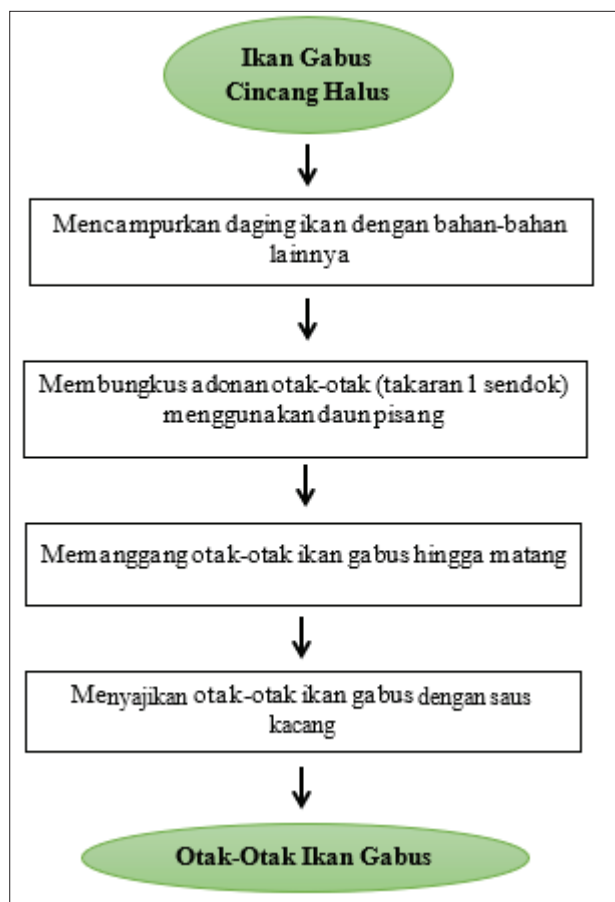 Ikan Gabus
Cincang Halus
Mencampurkan daging ikan dengan bahan-bahan
lainnya
Membungkus adonan otak-otak (takaran 1 sendok)
menggunakan daun pisang
Memanggang otak-otak ikan gabus hingga matang
Menyajikan otak-otak ikan gabus dengan saus
kacang
Otak-Otak Ikan Gabus